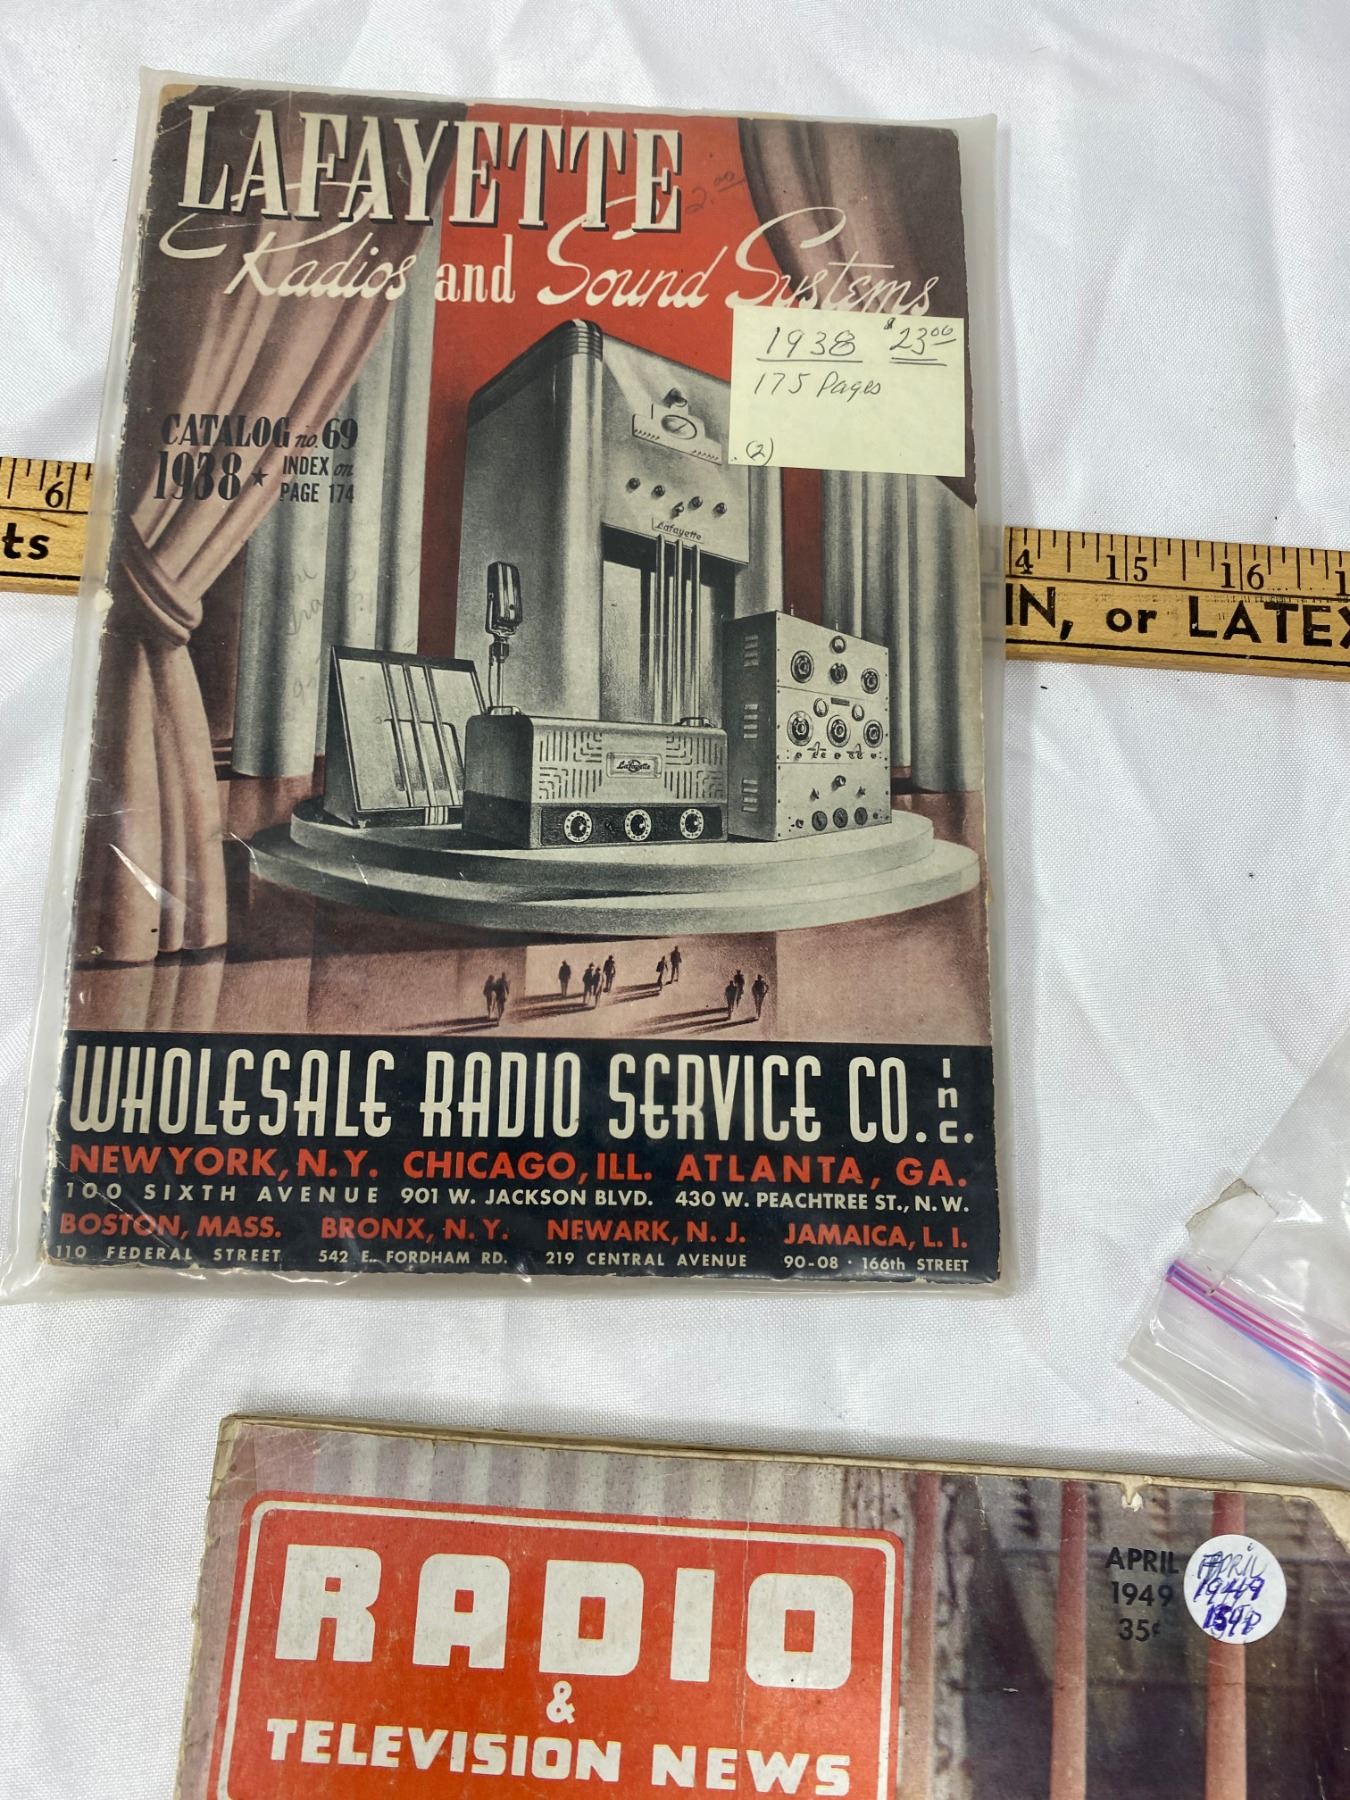 LAFAYETTE
2.00
Radios and Sound Systems
1938 $23.00
175 Pages
(2)
CATALOG no. 69
1938 ★ INDEX on
PAGE 174
Lafayette
Lafayette
6
ts
4 15 16 1
IN, or LATEX
WHOLESALE RADIO SERVICE CO. Inc.
NEW YORK, N.Y. CHICAGO, ILL. ATLANTA, GA.
100 SIXTH AVENUE 901 W. JACKSON BLVD. 430 W. PEACHTREE ST., N. W.
BOSTON, MASS. BRONX, N. Y. NEWARK, N. J. JAMAICA, L. I.
110 FEDERAL STREET 542 E. FORDHAM RD. 219 CENTRAL AVENUE 90-08 · 166th STREET
RADIO
&
TELEVISION NEWS
APRIL
1949
35¢
APRIL
1949